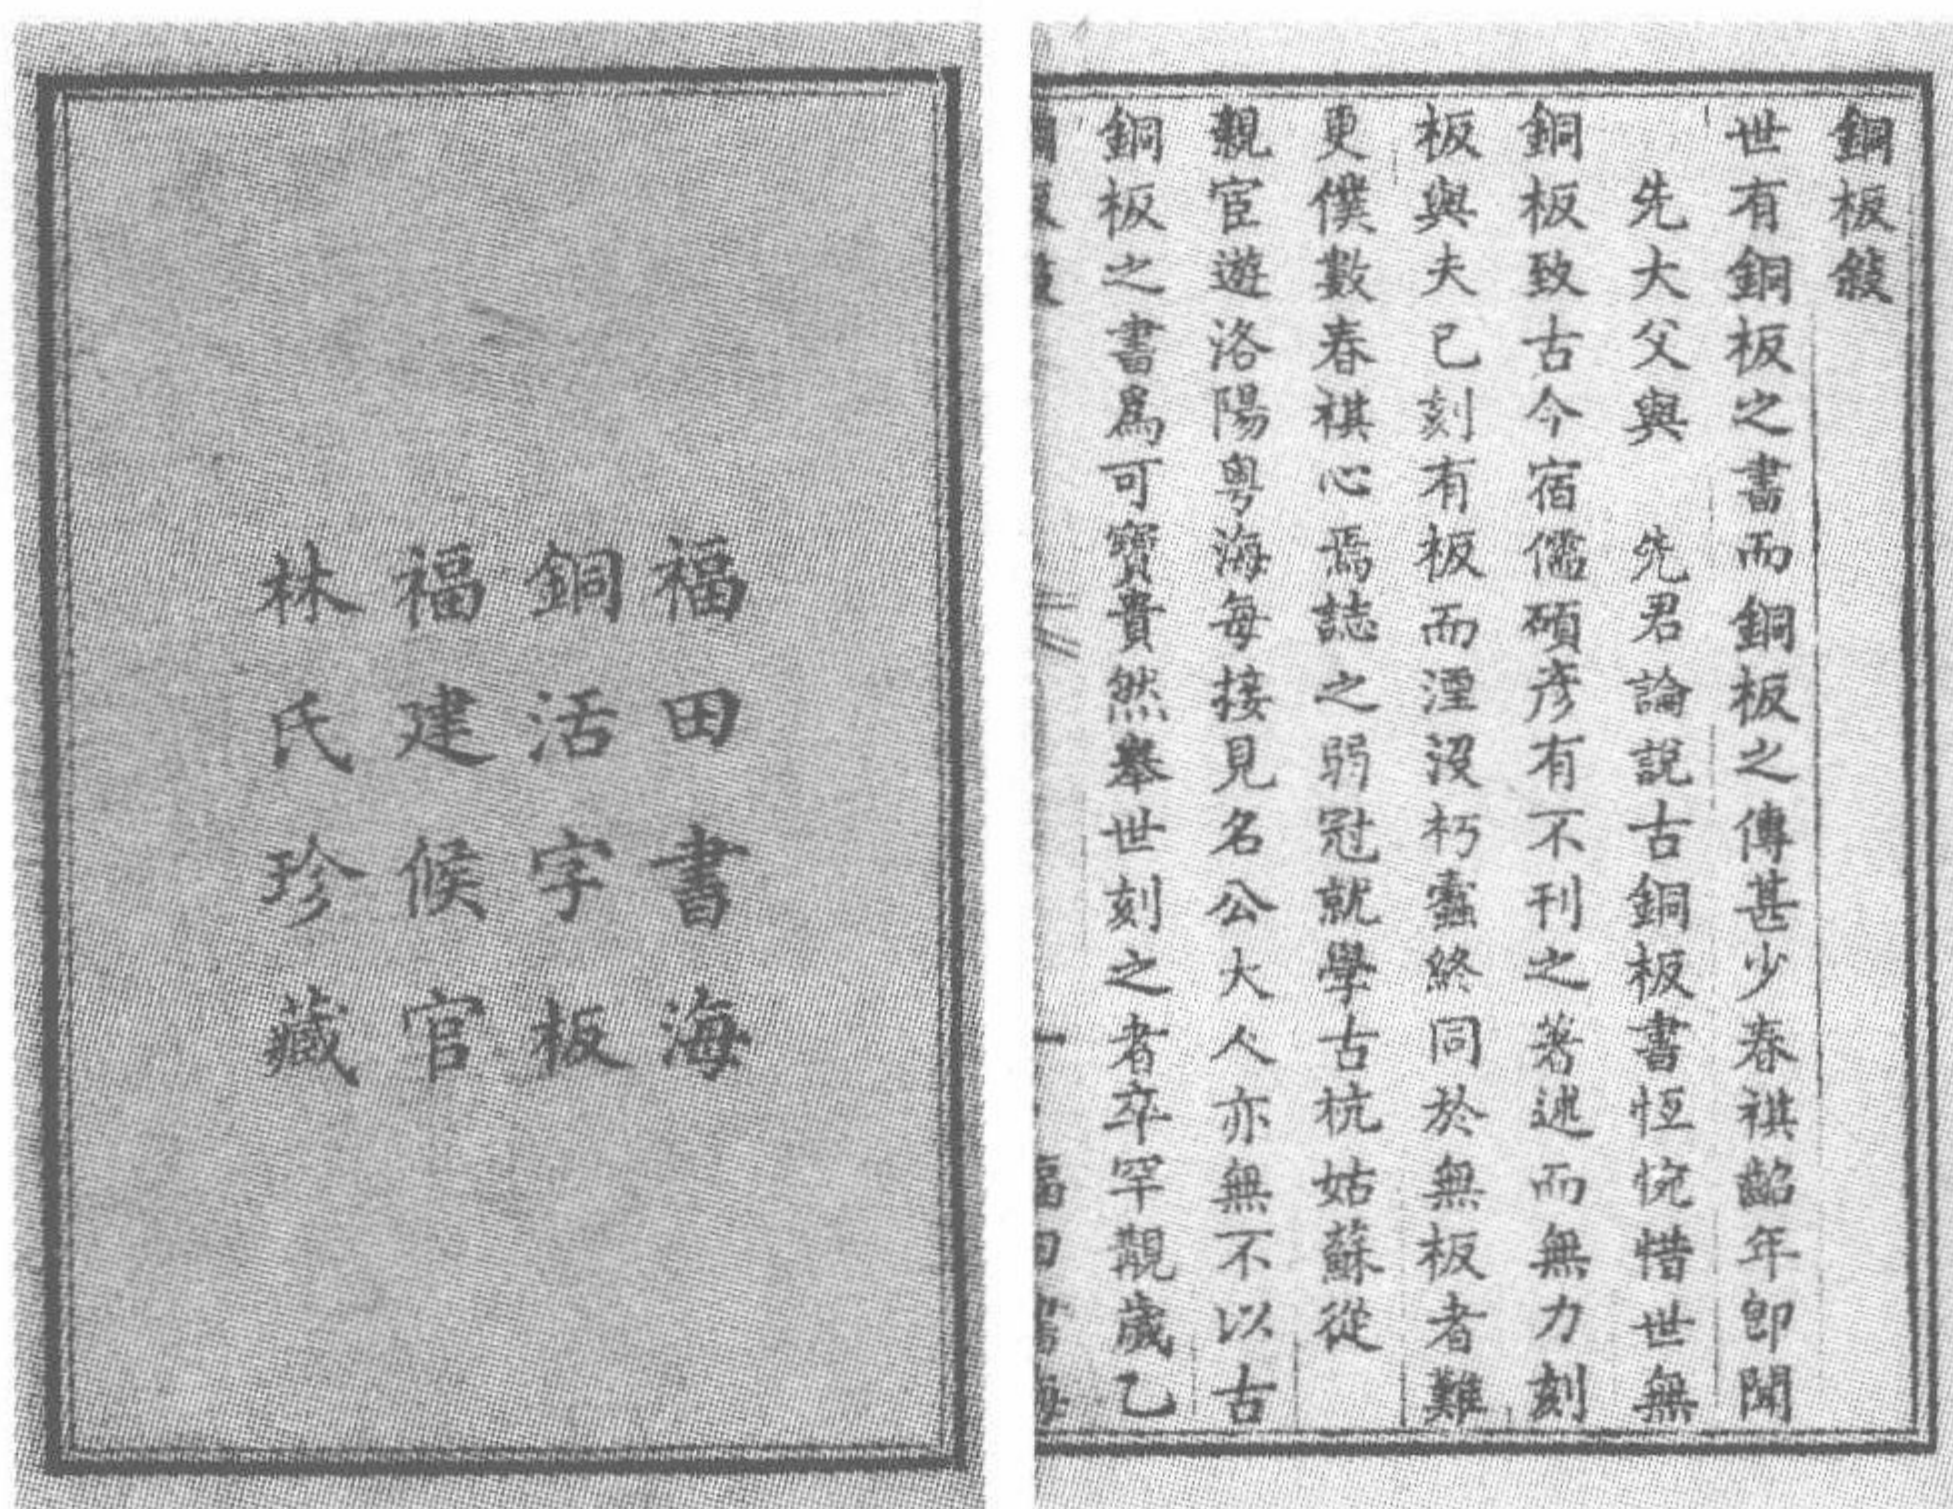 福田書海
銅活字板
福建候官
林氏珍藏
銅板敍
世有銅板之書而銅板之傳甚少春祺齠年卽聞
先大父與 先君論說古銅板書恆惋惜世無
銅板致古今宿儒碩彥有不刊之著述而無力刻
板與夫已刻有板而湮沒朽蠹終同於無板者難
更僕數春祺心焉誌之弱冠就學古杭姑蘇從
親宦遊洛陽粵海每接見名公大人亦無不以古
銅板之書爲可寶貴然舉世刻之者卒罕觀歲乙